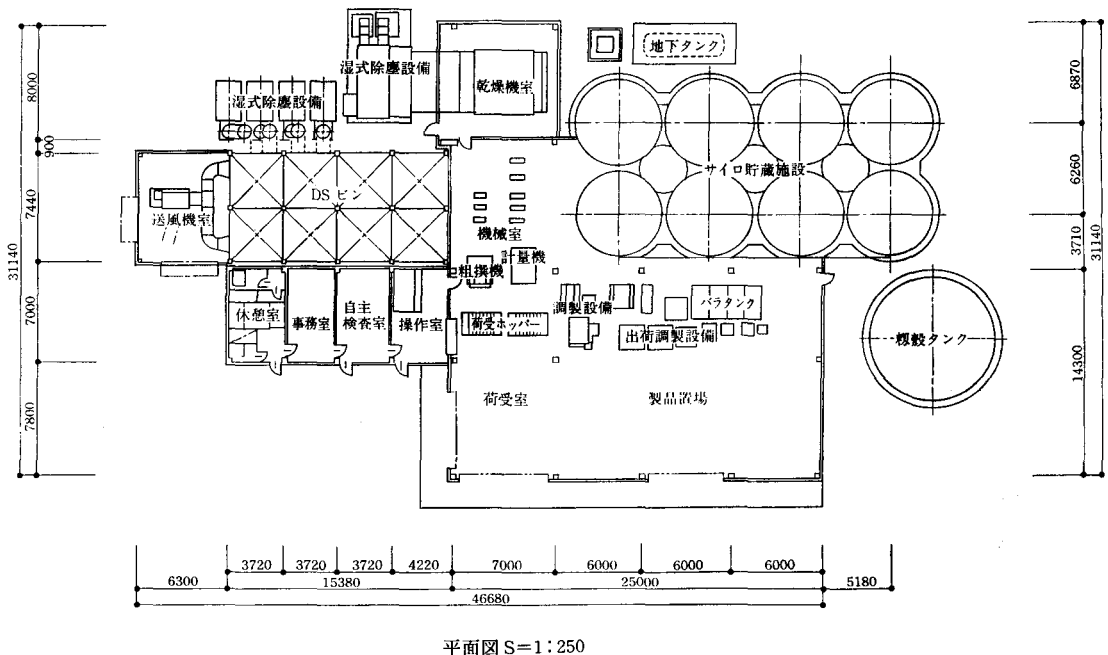 地下タンク
湿式除塵設備
乾燥機室
湿式除塵設備
サイロ貯蔵施設
DSビン
送風機室
機械室
計量機
粗撰機
休憩室
事務室
自主
検査室
操作室
荷受ホッパー
調製設備
バラタンク
出荷調製設備
籾殻タンク
荷受室
製品置場
8000
900
7440
7000
7800
31140
6870
6260
3710
14300
31140
3720
3720
3720
4220
7000
6000
6000
6000
6300
15380
25000
5180
46680
平面図 S=1:250